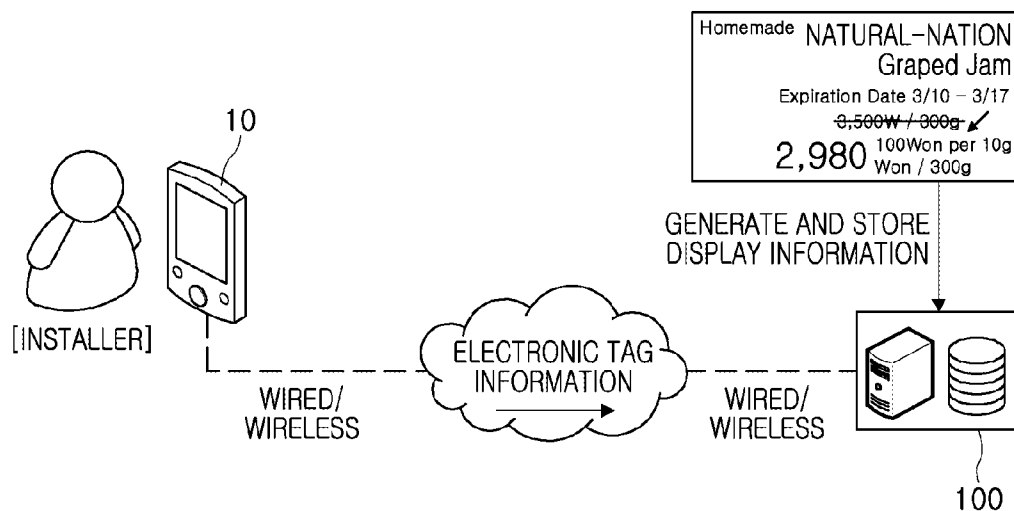 Homemade NATURAL-NATION
Graped Jam
Expiration Date 3/10 - 3/17
3,500W / 300g
2,980 100Won per 10g
Won / 300g
10
GENERATE AND STORE
DISPLAY INFORMATION
[INSTALLER]
ELECTRONIC TAG
INFORMATION
WIRED/
WIRELESS
WIRED/
WIRELESS
100